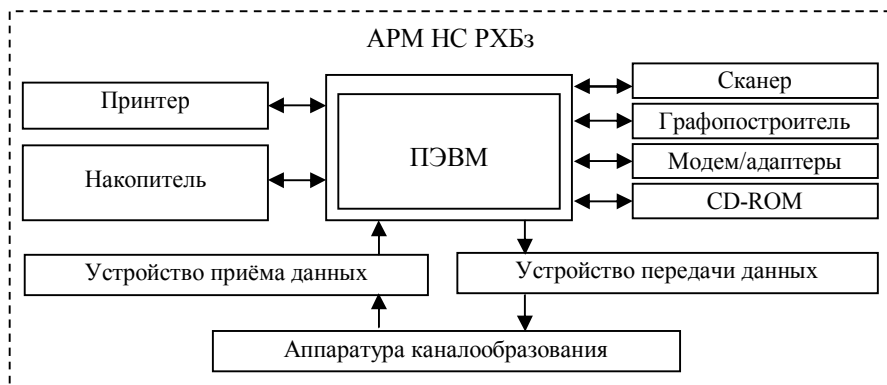 АРМ НС РХБз
Принтер
Накопитель
ПЭВМ
Сканер
Графопостроитель
Модем/адаптеры
CD-ROM
Устройство приёма данных
Устройство передачи данных
Аппаратура каналообразования